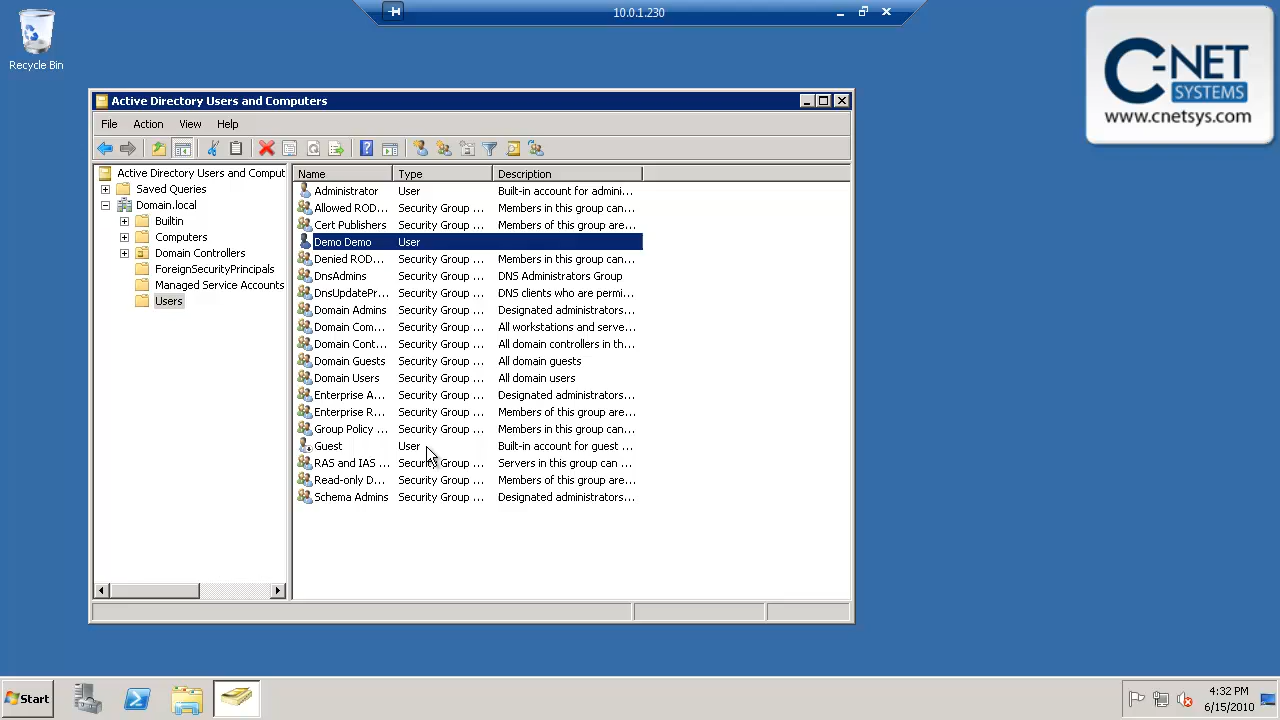 10.0.1.230
Recycle Bin
C-NET
SYSTEMS
www.cnetsys.com
Active Directory Users and Computers
File Action View Help
Active Directory Users and Comput
Saved Queries
Domain.local
Builtin
Computers
Domain Controllers
ForeignSecurityPrincipals
Managed Service Accounts
Users
Name Type Description
Administrator User Built-in account for admini...
Allowed ROD... Security Group ... Members in this group can...
Cert Publishers Security Group ... Members of this group are...
Demo Demo User
Denied ROD... Security Group ... Members in this group can...
DnsAdmins Security Group ... DNS Administrators Group
DnsUpdatePr... Security Group ... DNS clients who are permi...
Domain Admins Security Group ... Designated administrators...
Domain Com... Security Group ... All workstations and serve...
Domain Cont... Security Group ... All domain controllers in th...
Domain Guests Security Group ... All domain guests
Domain Users Security Group ... All domain users
Enterprise A... Security Group ... Designated administrators...
Enterprise R... Security Group ... Members of this group are...
Group Policy ... Security Group ... Members in this group can...
Guest User Built-in account for guest ...
RAS and IAS ... Security Group ... Servers in this group can ...
Read-only D... Security Group ... Members of this group are...
Schema Admins Security Group ... Designated administrators...
Start
4:32 PM
6/15/2010